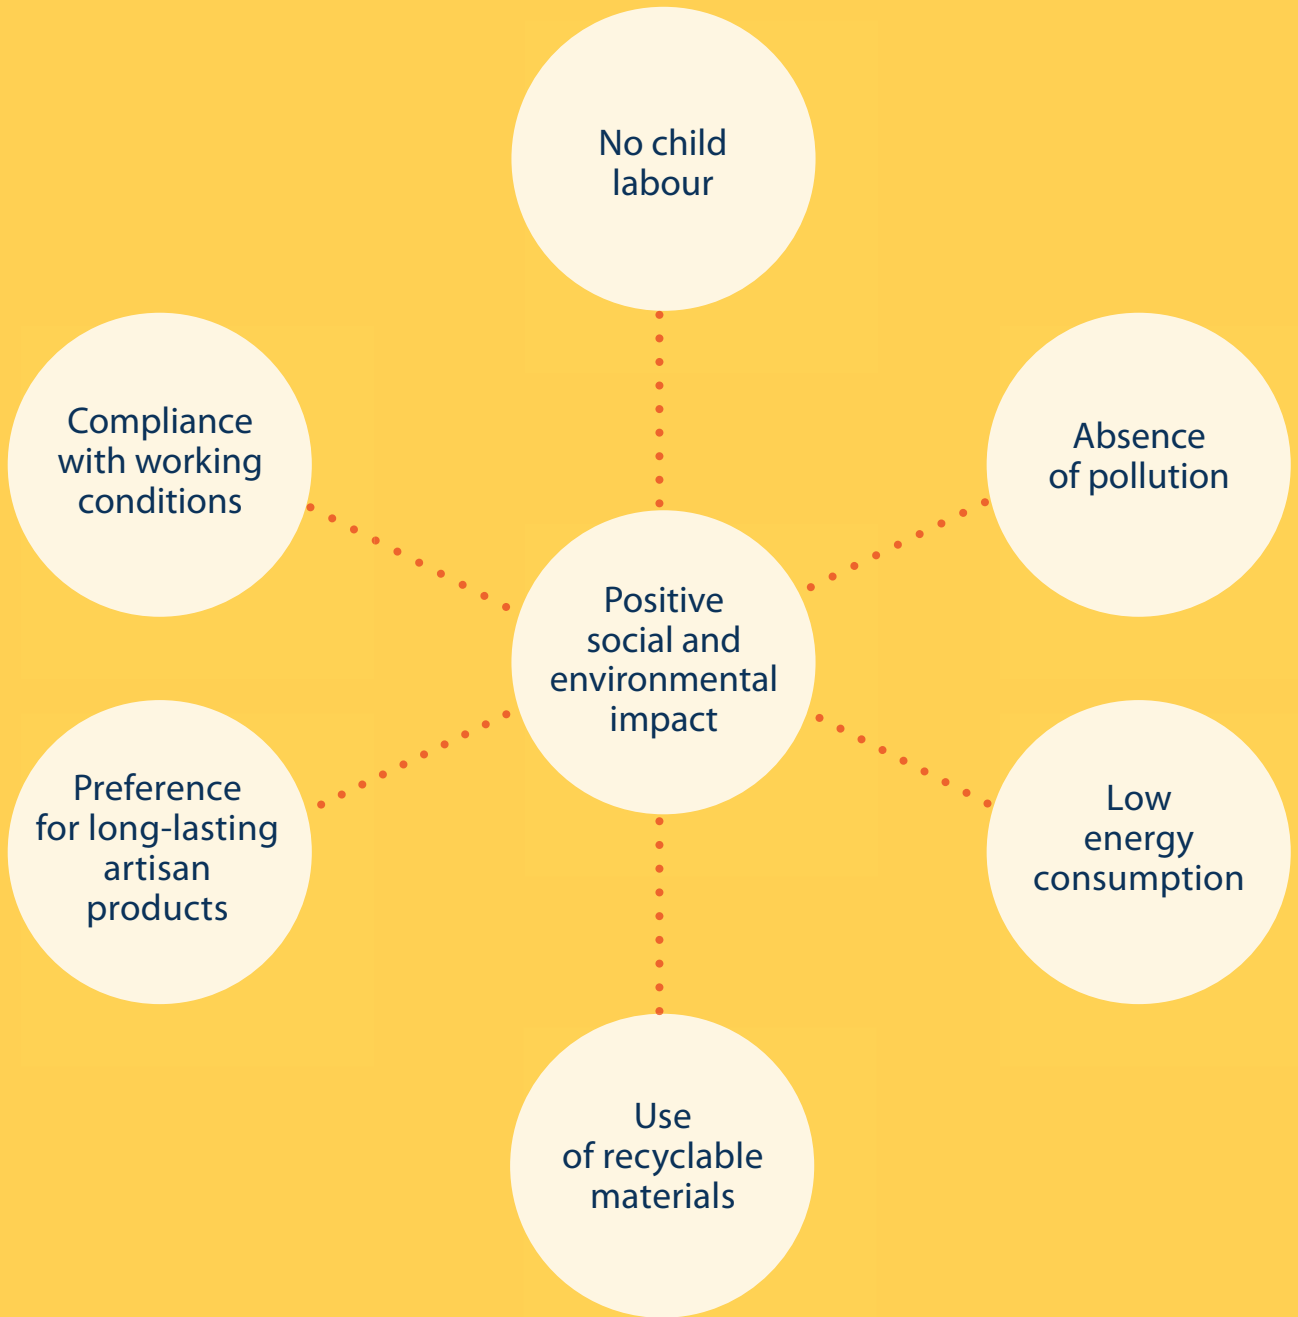 No child
labour
Compliance
with working
conditions
Absence
of pollution
Positive
social and
environmental
impact
Preference
for long-lasting
artisan
products
Low
energy
consumption
Use
of recyclable
materials